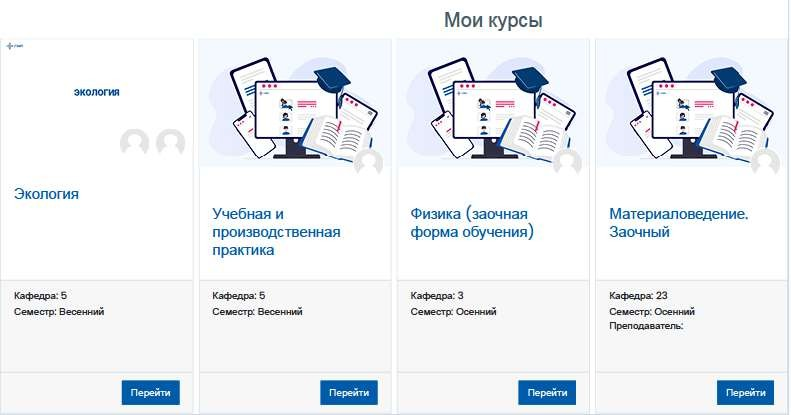 Мои курсы
экология
Экология
Кафедра: 5
Семестр: Весенний
Перейти
Учебная и
производственная
практика
Кафедра: 5
Семестр: Весенний
Перейти
Физика (заочная
форма обучения)
Кафедра: 3
Семестр: Осенний
Перейти
Материаловедение.
Заочный
Кафедра: 23
Семестр: Осенний
Преподаватель:
Перейти